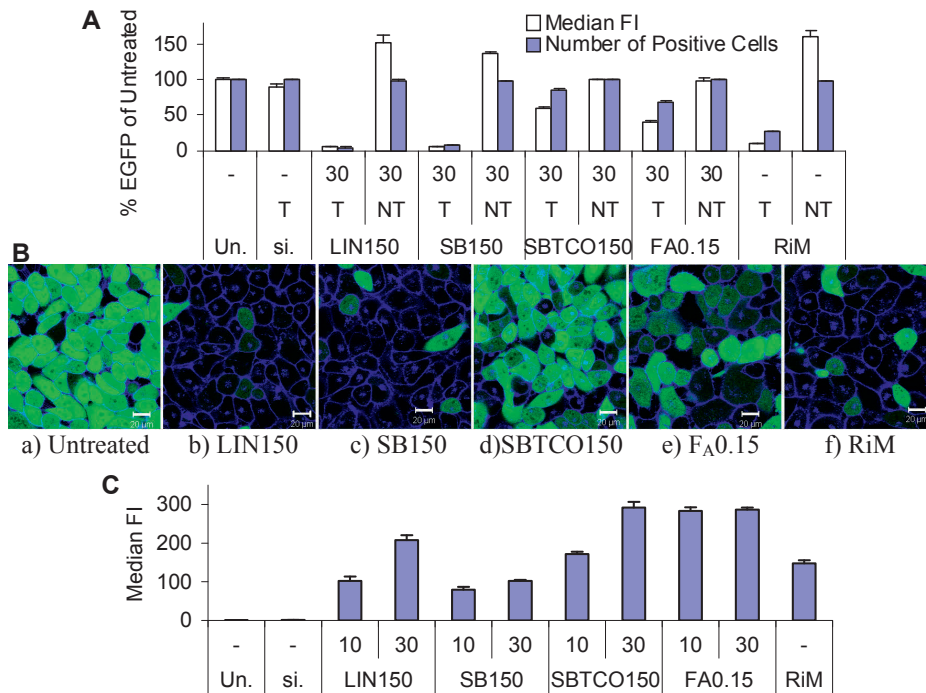 A
Median FI
Number of Positive Cells
% EGFP of Untreated
150
100
50
0
- - 30 30 30 30 30 30 30 30 - -
T T NT T NT T NT T NT T NT
Un. si. LIN150 SB150 SBTCO150 FA0.15 RiM
B
20 µm 20 µm 20 µm 20 µm 20 µm 20 µm
a) Untreated b) LIN150 c) SB150 d)SBTCO150 e) FA0.15 f) RiM
C
Median FI
300
200
100
0
- - 10 30 10 30 10 30 10 30 -
Un. si. LIN150 SB150 SBTCO150 FA0.15 RiM